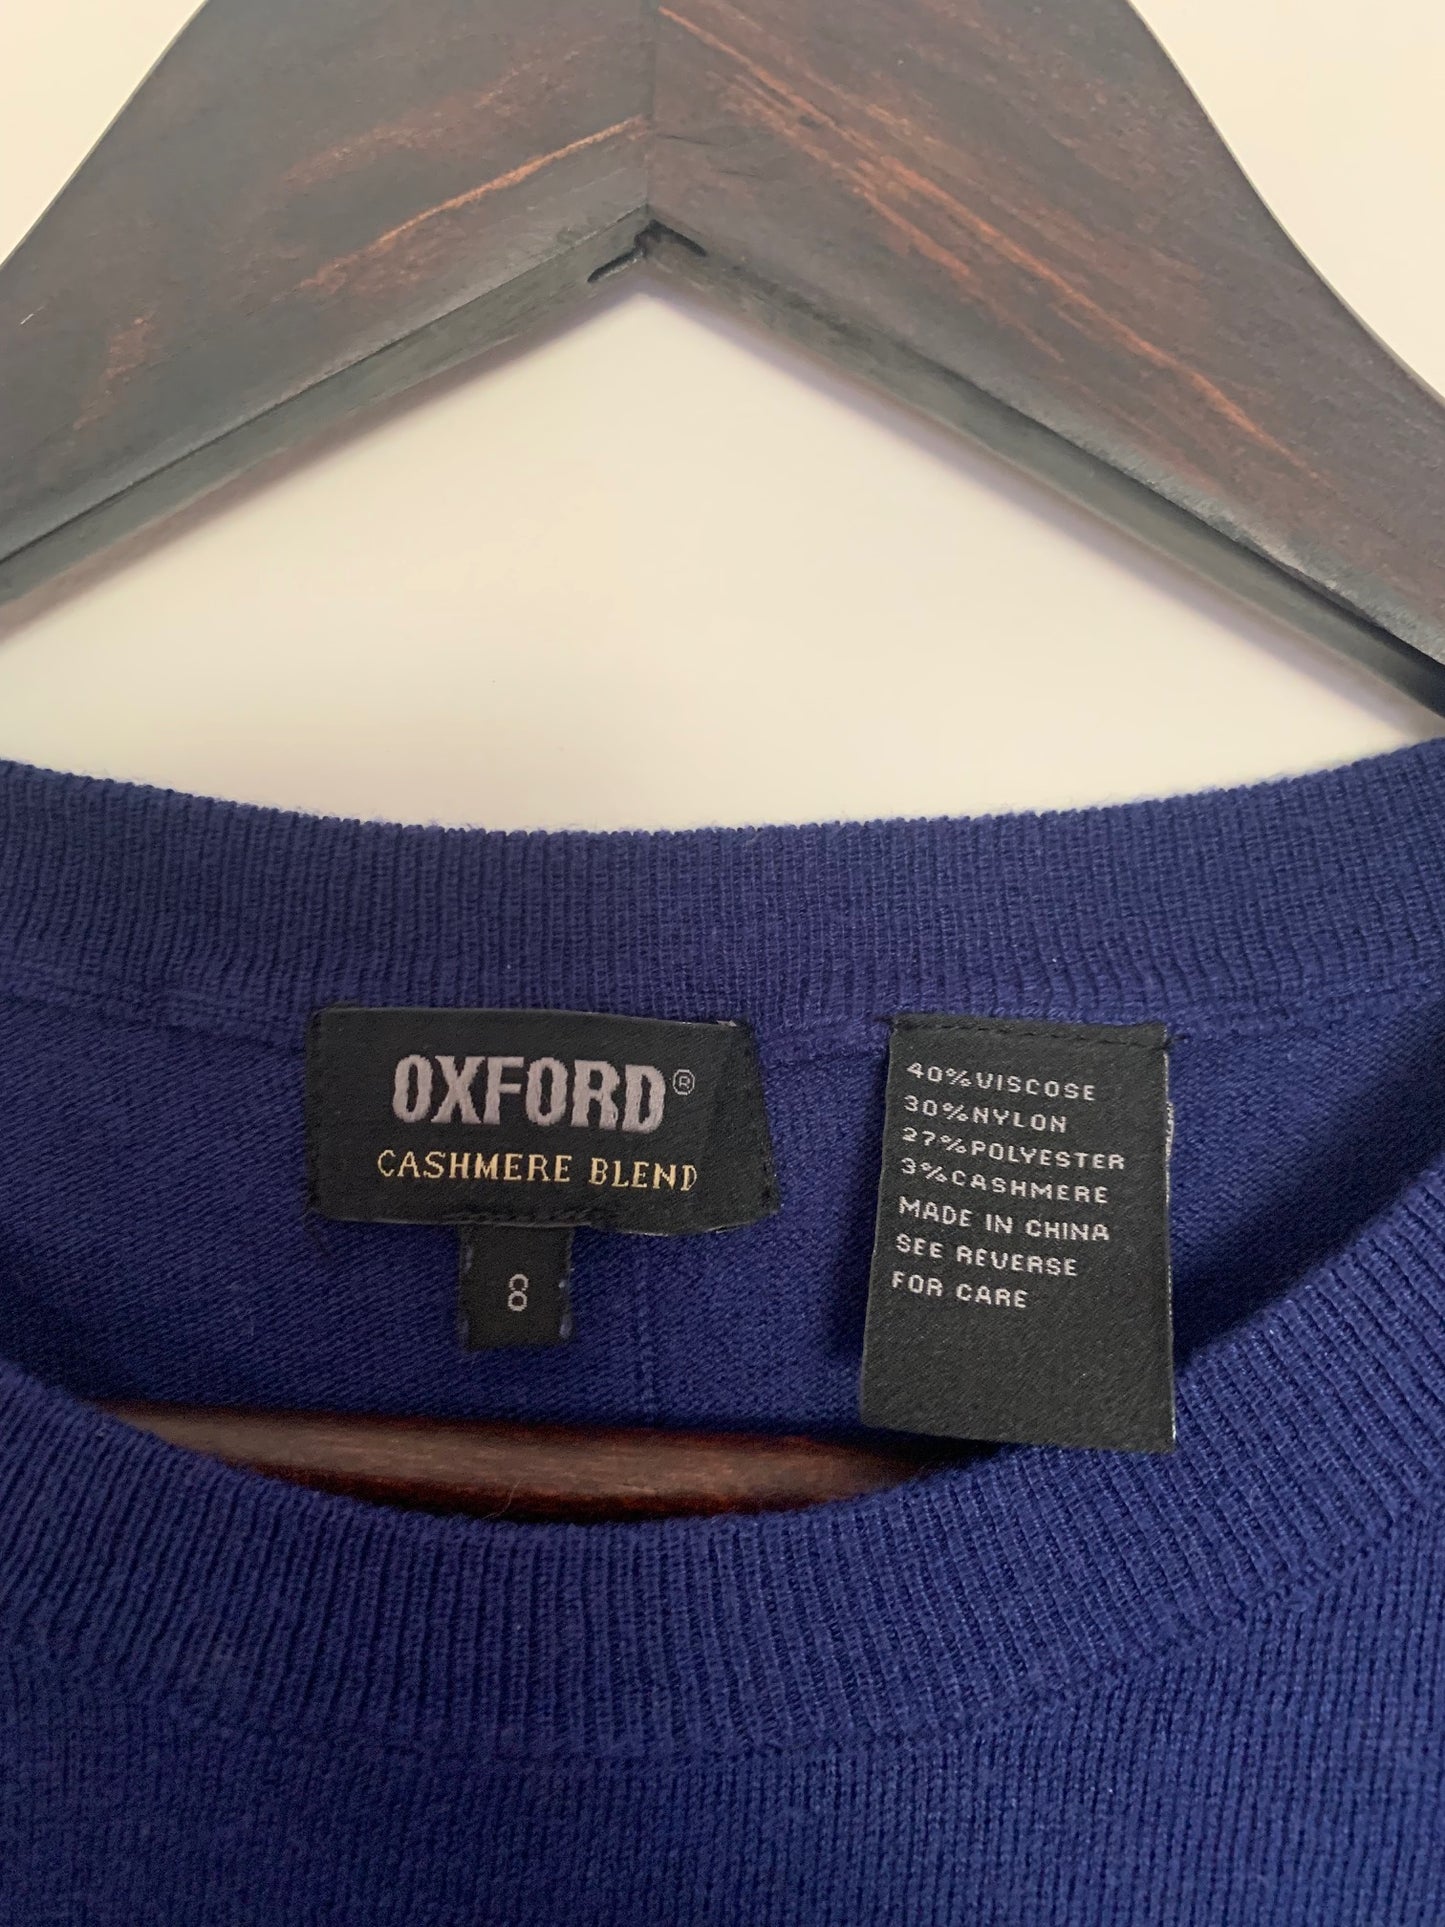 OXFORD®
CASHMERE BLEND
8
40% VISCOSE
30% NYLON
27% POLYESTER
3% CASHMERE
MADE IN CHINA
SEE REVERSE
FOR CARE